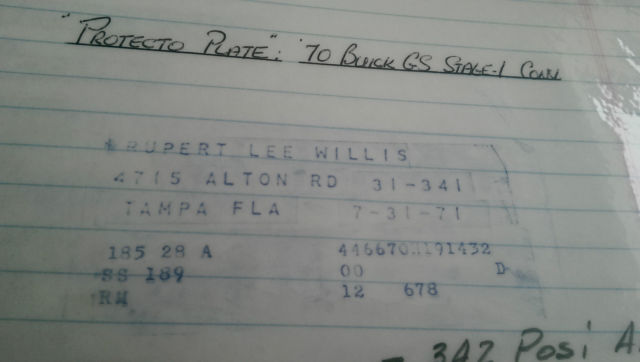 "PROTECTO PLATE": '70 BUICK GS STAGE-1 CONV
*RUPERT LEE WILLIS
4715 ALTON RD 31-341
TAMPA FLA 7-31-71
185 28 A 446670..191432
SS 189 00 D
RH 12 678
- 342 POSI A